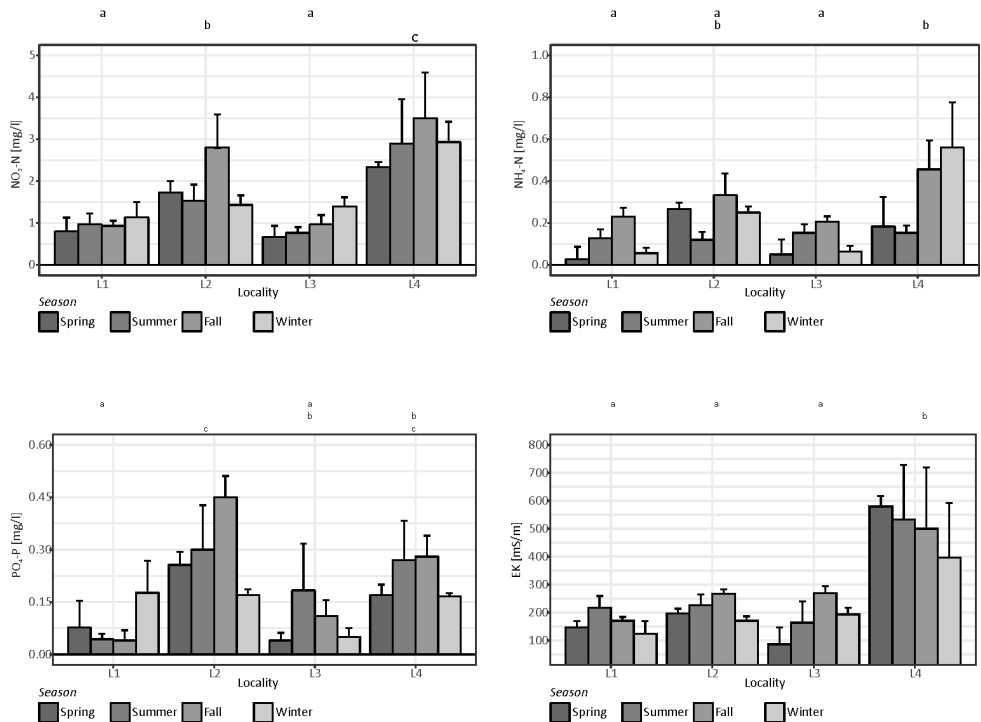 a
b
a
c
5
4
3
2
1
0
NO₃-N [mg/l]
L1
L2
L3
L4
Locality
Season
Spring
Summer
Fall
Winter
a
a
a
b
b
1.0
0.8
0.6
0.4
0.2
0.0
NH₄-N [mg/l]
L1
L2
L3
L4
Locality
Season
Spring
Summer
Fall
Winter
a
a
b
b
c
c
0.60
0.45
0.30
0.15
0.00
PO₄-P [mg/l]
L1
L2
L3
L4
Locality
Season
Spring
Summer
Fall
Winter
a
a
a
b
800
700
600
500
400
300
200
100
EK [mS/m]
L1
L2
L3
L4
Locality
Season
Spring
Summer
Fall
Winter